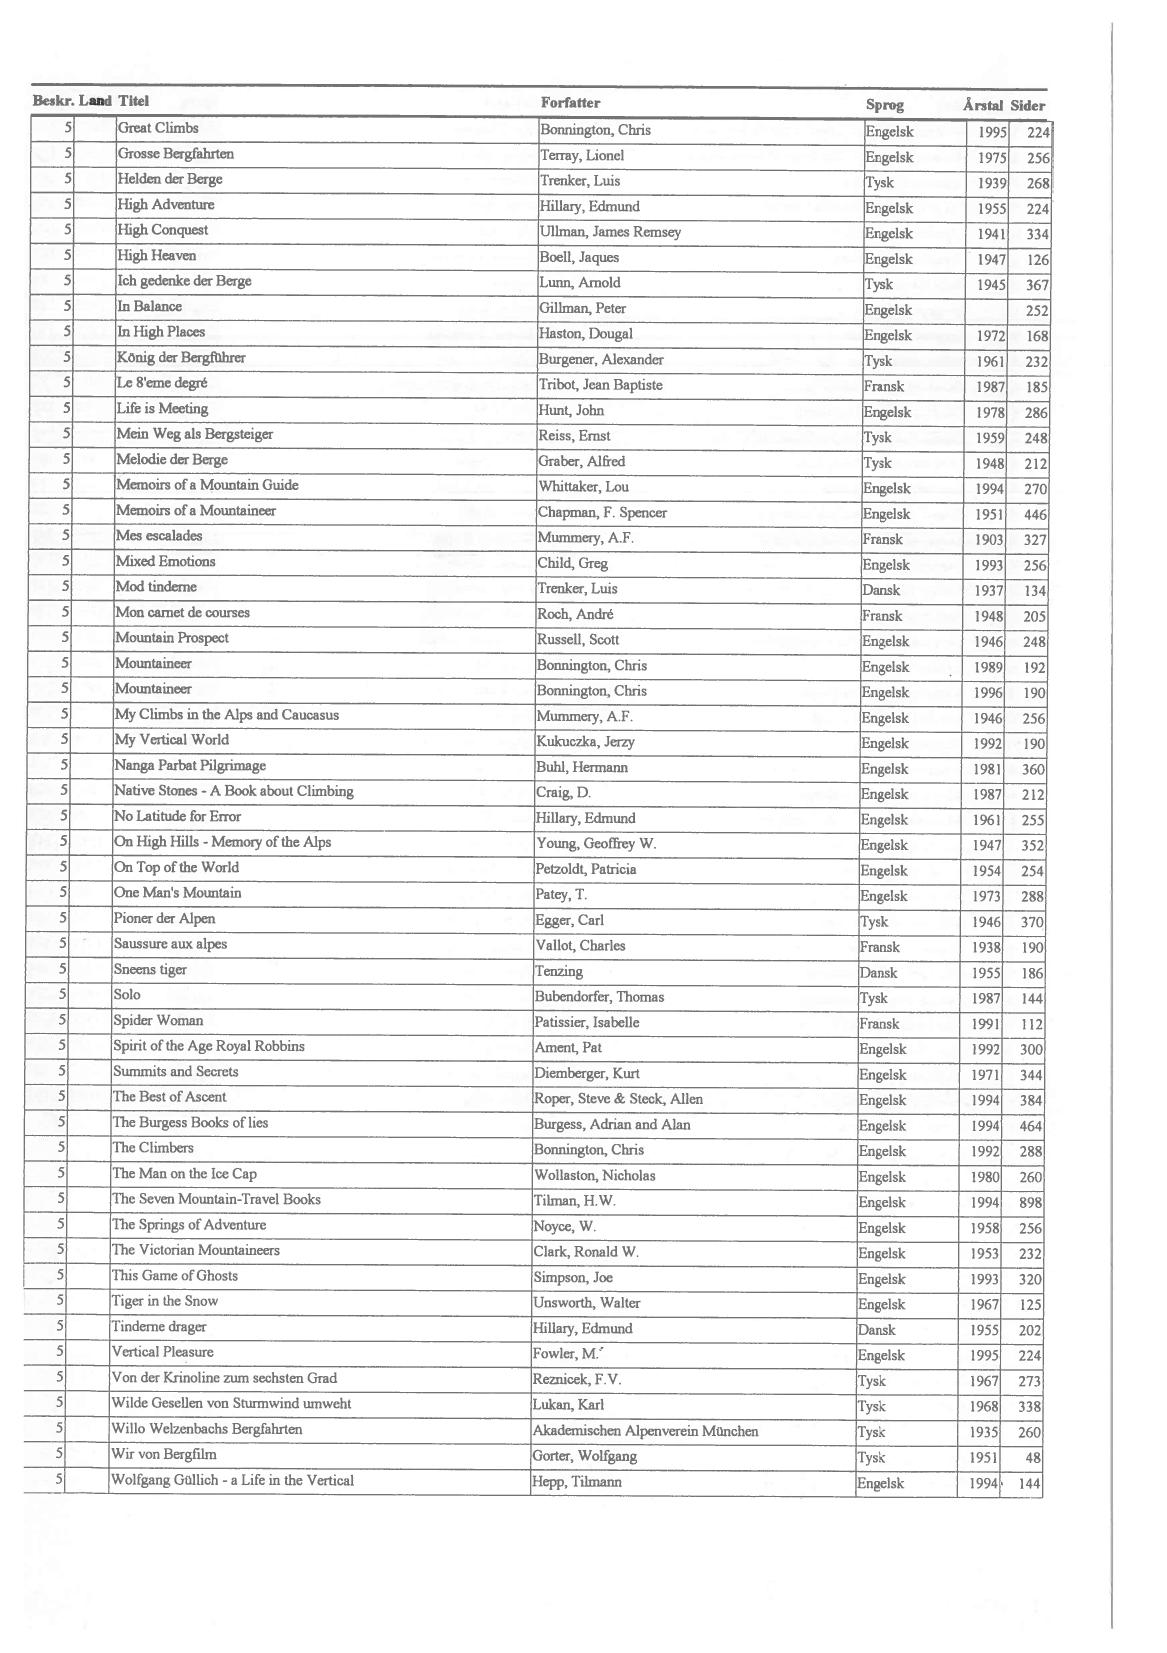 Beskr. Land Titel Forfatter Sprog Årstal Sider
5 Great Climbs Bonnington, Chris Engelsk 1995 224
5 Grosse Bergfahrten Terray, Lionel Engelsk 1975 256
5 Helden der Berge Trenker, Luis Tysk 1939 268
5 High Adventure Hillary, Edmund Engelsk 1955 224
5 High Conquest Ullman, James Remsey Engelsk 1941 334
5 High Heaven Boell, Jaques Engelsk 1947 126
5 Ich gedenke der Berge Lunn, Arnold Tysk 1945 367
5 In Balance Gillman, Peter Engelsk 252
5 In High Places Haston, Dougal Engelsk 1972 168
5 König der Bergführer Burgener, Alexander Tysk 1961 232
5 Le 8'eme degré Tribot, Jean Baptiste Fransk 1987 185
5 Life is Meeting Hunt, John Engelsk 1978 286
5 Mein Weg als Bergsteiger Reiss, Ernst Tysk 1959 248
5 Melodie der Berge Graber, Alfred Tysk 1948 212
5 Memoirs of a Mountain Guide Whittaker, Lou Engelsk 1994 270
5 Memoirs of a Mountaineer Chapman, F. Spencer Engelsk 1951 446
5 Mes escalades Mummery, A.F. Fransk 1903 327
5 Mixed Emotions Child, Greg Engelsk 1993 256
5 Mod tinderne Trenker, Luis Dansk 1937 134
5 Mon carnet de courses Roch, André Fransk 1948 205
5 Mountain Prospect Russell, Scott Engelsk 1946 248
5 Mountaineer Bonnington, Chris Engelsk 1989 192
5 Mountaineer Bonnington, Chris Engelsk 1996 190
5 My Climbs in the Alps and Caucasus Mummery, A.F. Engelsk 1946 256
5 My Vertical World Kukuczka, Jerzy Engelsk 1992 190
5 Nanga Parbat Pilgrimage Buhl, Hermann Engelsk 1981 360
5 Native Stones - A Book about Climbing Craig, D. Engelsk 1987 212
5 No Latitude for Error Hillary, Edmund Engelsk 1961 255
5 On High Hills - Memory of the Alps Young, Geoffrey W. Engelsk 1947 352
5 On Top of the World Petzoldt, Patricia Engelsk 1954 254
5 One Man's Mountain Patey, T. Engelsk 1973 288
5 Pioner der Alpen Egger, Carl Tysk 1946 370
5 Saussure aux alpes Vallot, Charles Fransk 1938 190
5 Sneens tiger Tenzing Dansk 1955 186
5 Solo Bubendorfer, Thomas Tysk 1987 144
5 Spider Woman Patissier, Isabelle Fransk 1991 112
5 Spirit of the Age Royal Robbins Ament, Pat Engelsk 1992 300
5 Summits and Secrets Diemberger, Kurt Engelsk 1971 344
5 The Best of Ascent Roper, Steve & Steck, Allen Engelsk 1994 384
5 The Burgess Books of lies Burgess, Adrian and Alan Engelsk 1994 464
5 The Climbers Bonnington, Chris Engelsk 1992 288
5 The Man on the Ice Cap Wollaston, Nicholas Engelsk 1980 260
5 The Seven Mountain-Travel Books Tilman, H.W. Engelsk 1994 898
5 The Springs of Adventure Noyce, W. Engelsk 1958 256
5 The Victorian Mountaineers Clark, Ronald W. Engelsk 1953 232
5 This Game of Ghosts Simpson, Joe Engelsk 1993 320
5 Tiger in the Snow Unsworth, Walter Engelsk 1967 125
5 Tinderne drager Hillary, Edmund Dansk 1955 202
5 Vertical Pleasure Fowler, M. Engelsk 1995 224
5 Von der Krinoline zum sechsten Grad Reznicek, F.V. Tysk 1967 273
5 Wilde Gesellen von Sturmwind umweht Lukan, Karl Tysk 1968 338
5 Willo Welzenbachs Bergfahrten Akademischen Alpenverein München Tysk 1935 260
5 Wir von Bergfilm Gorter, Wolfgang Tysk 1951 48
5 Wolfgang Güllich - a Life in the Vertical Hepp, Tilmann Engelsk 1994 144